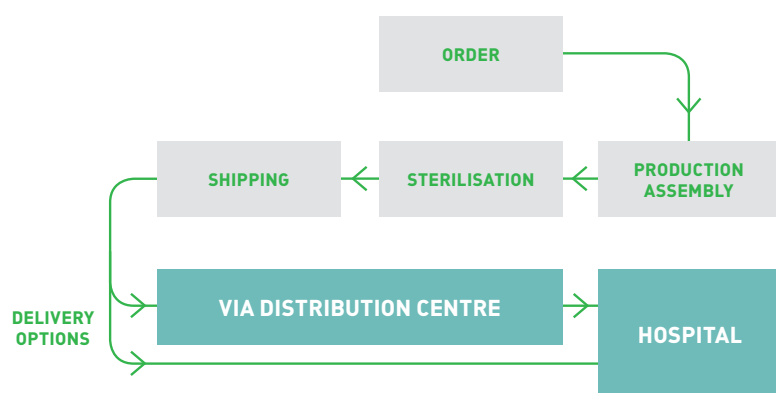 ORDER
SHIPPING
STERILISATION
PRODUCTION
ASSEMBLY
VIA DISTRIBUTION CENTRE
HOSPITAL
DELIVERY
OPTIONS